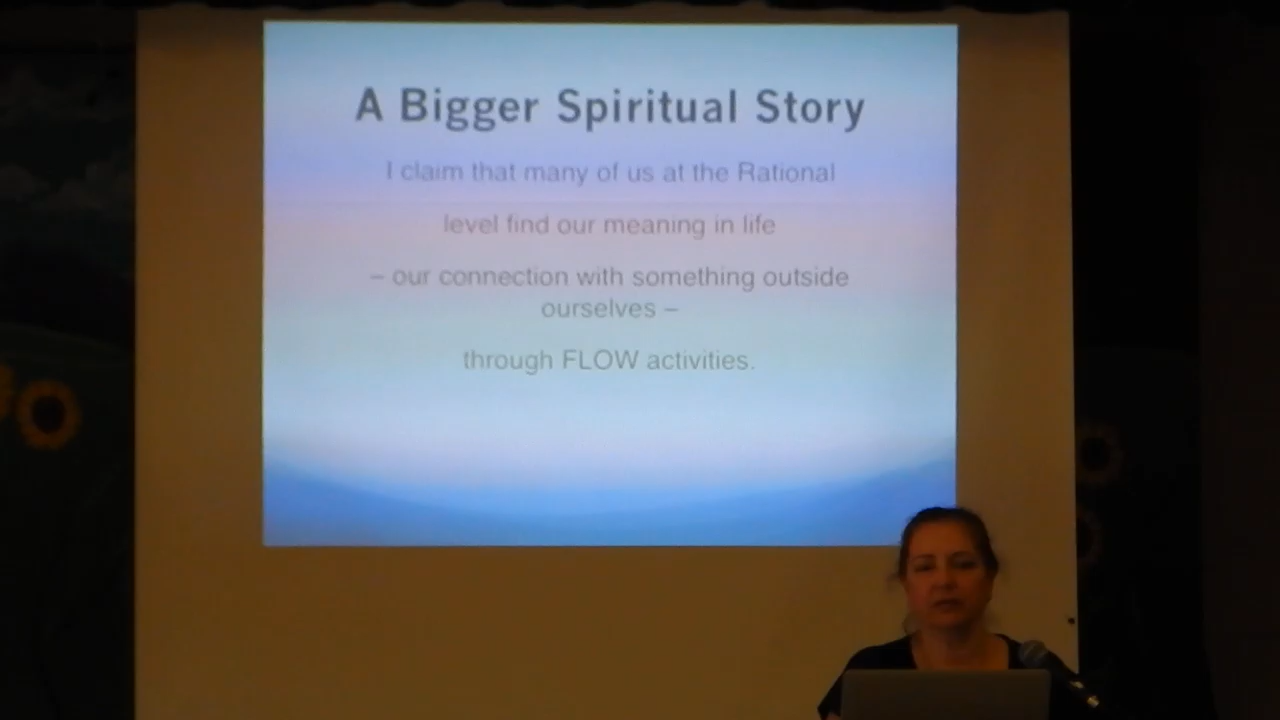 A Bigger Spiritual Story
I claim that many of us at the Rational
level find our meaning in life
– our connection with something outside
ourselves –
through FLOW activities.